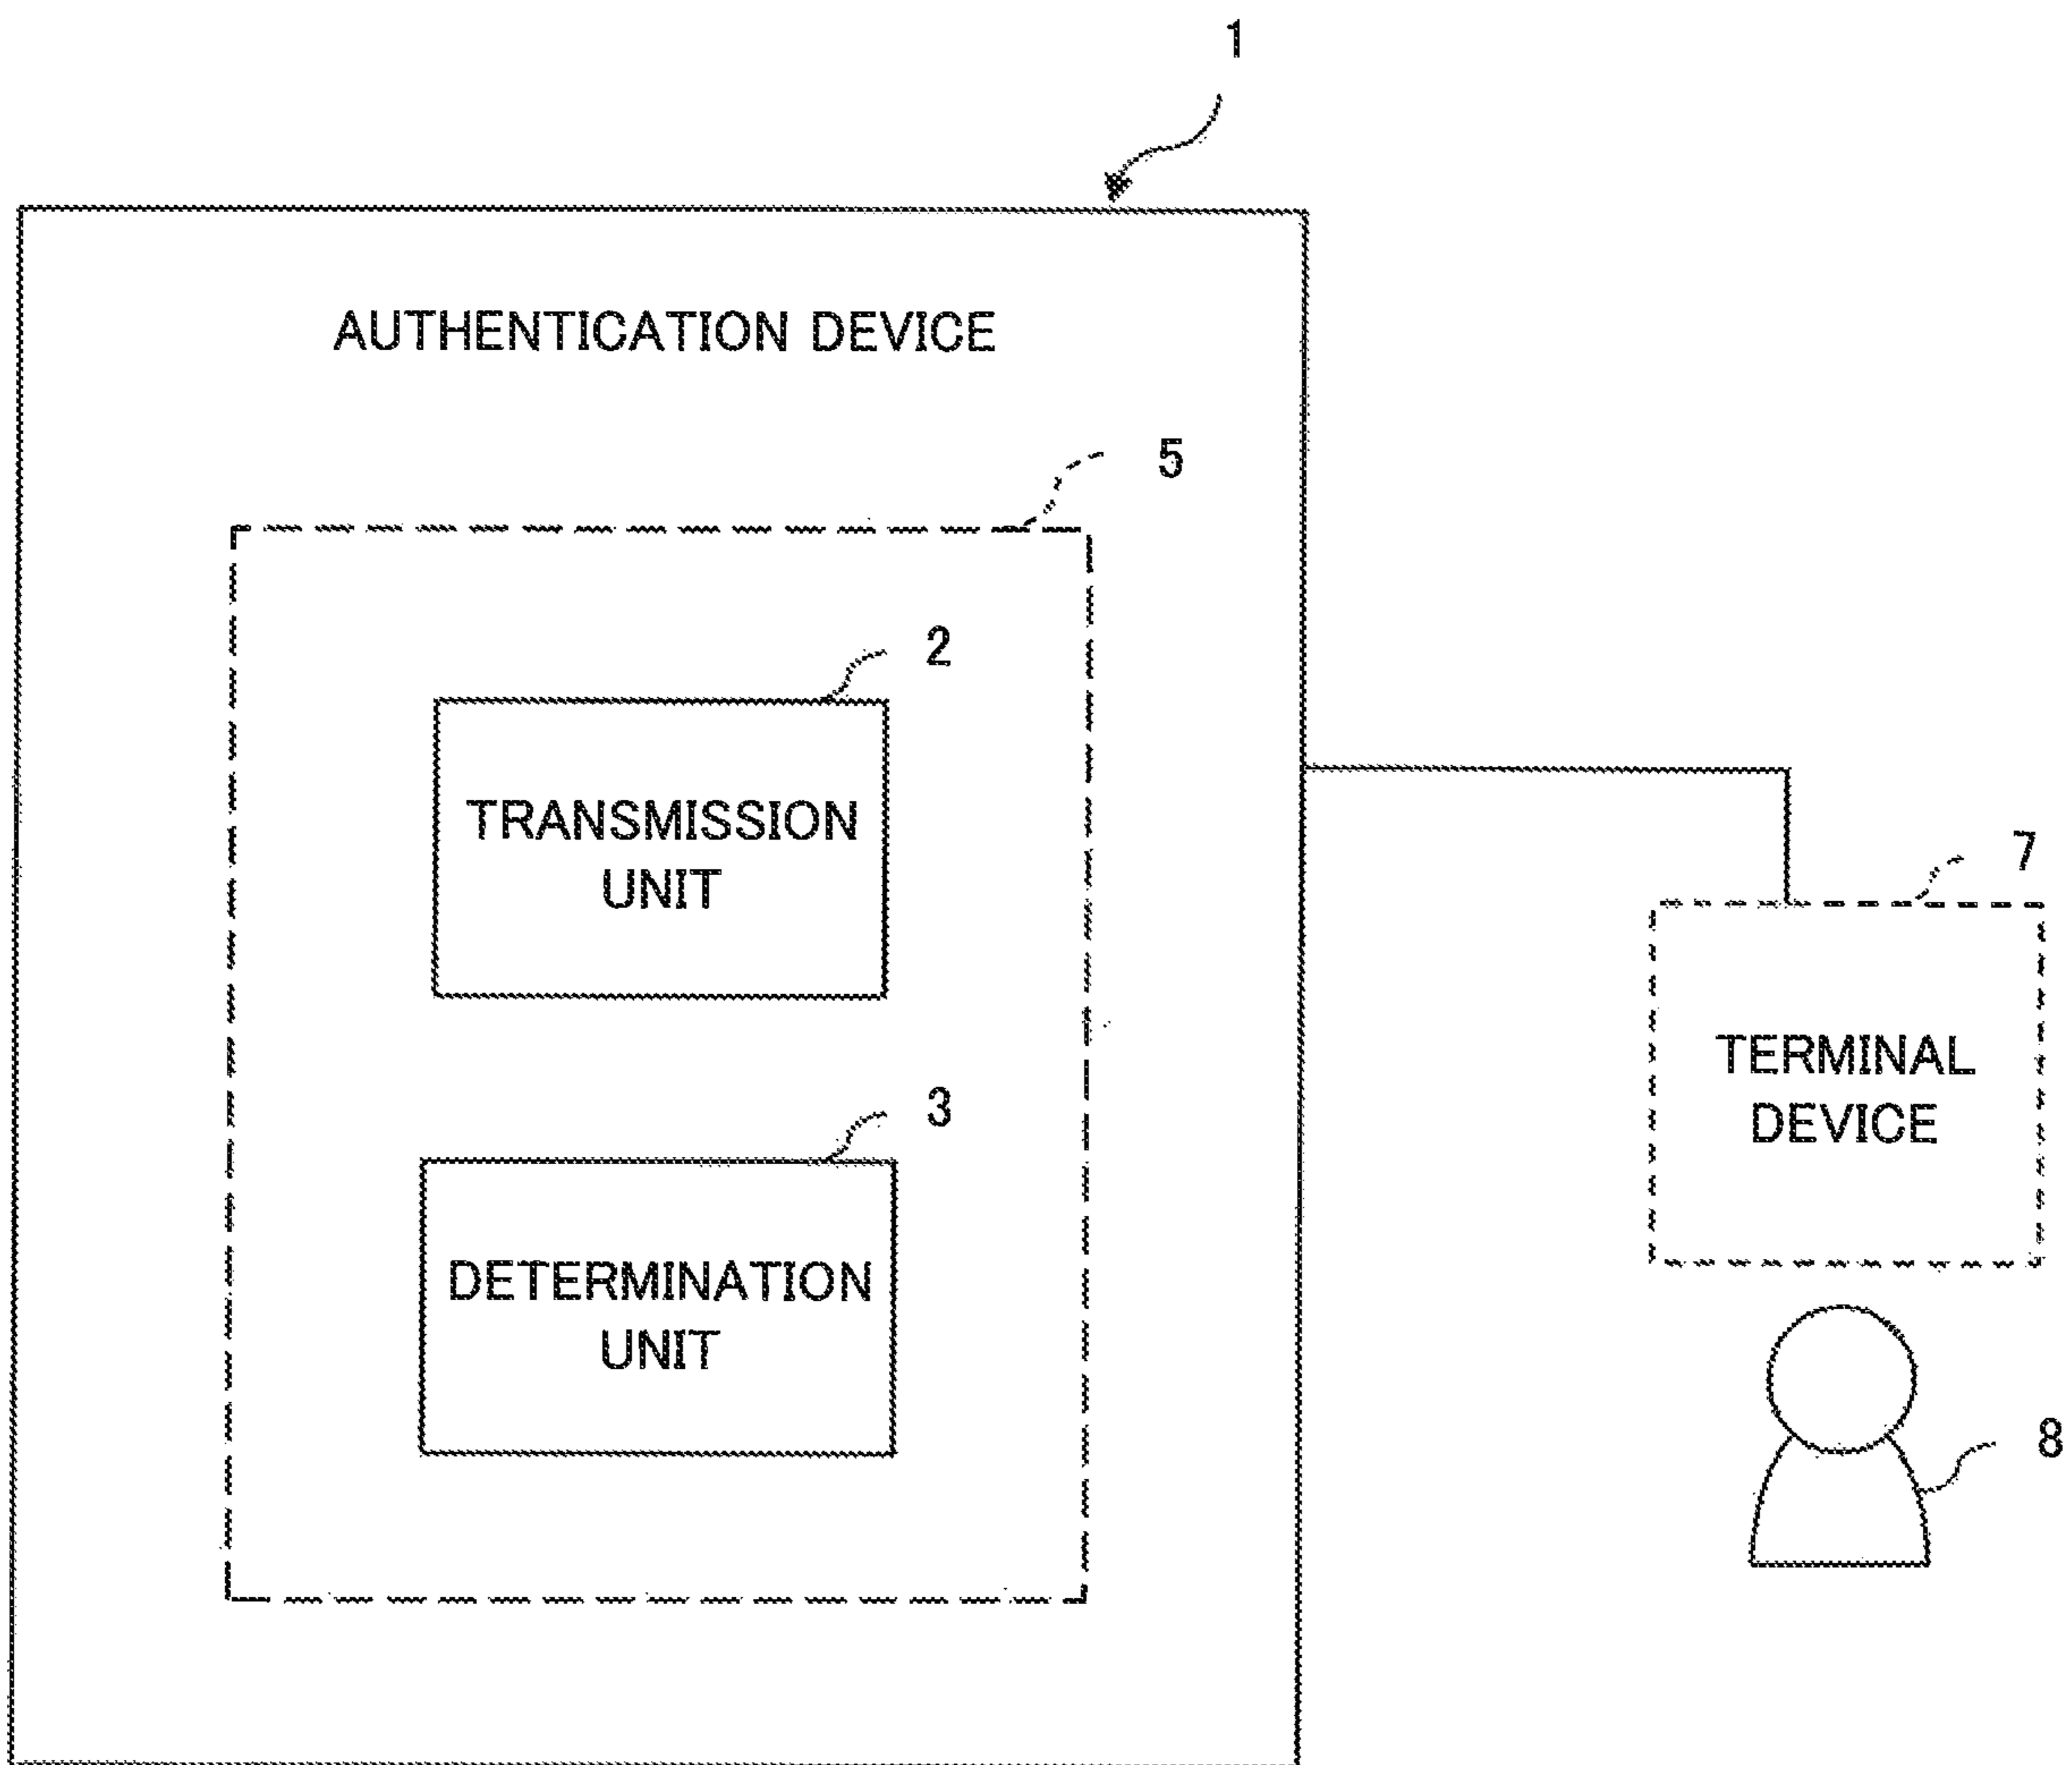 1
AUTHENTICATION DEVICE
5
2
TRANSMISSION
UNIT
7
TERMINAL
DEVICE
3
DETERMINATION
UNIT
8